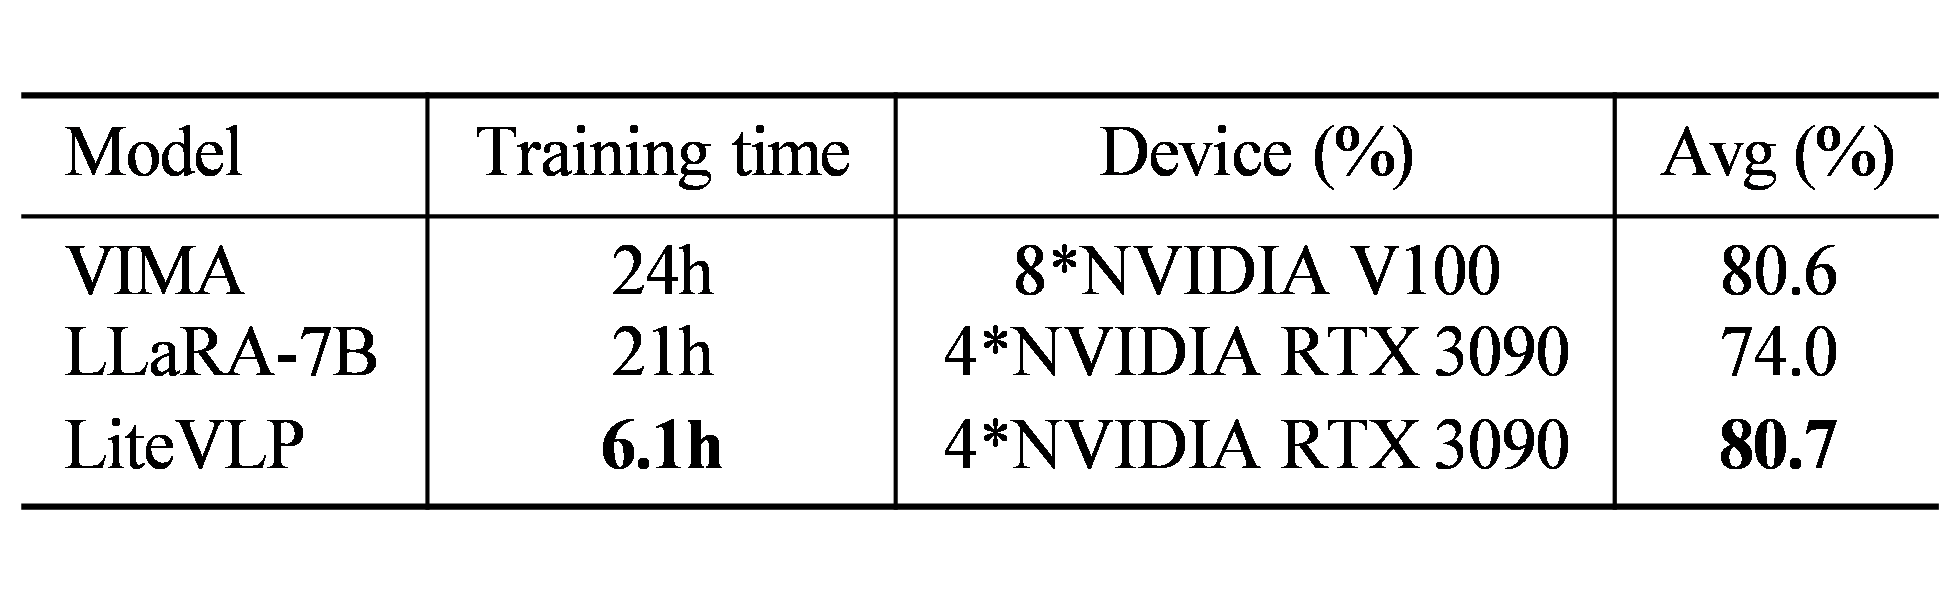 Model Training time Device (%) Avg (%)
VIMA 24h 8*NVIDIA V100 80.6
LLaRA-7B 21h 4*NVIDIA RTX 3090 74.0
LiteVLP 6.1h 4*NVIDIA RTX 3090 80.7